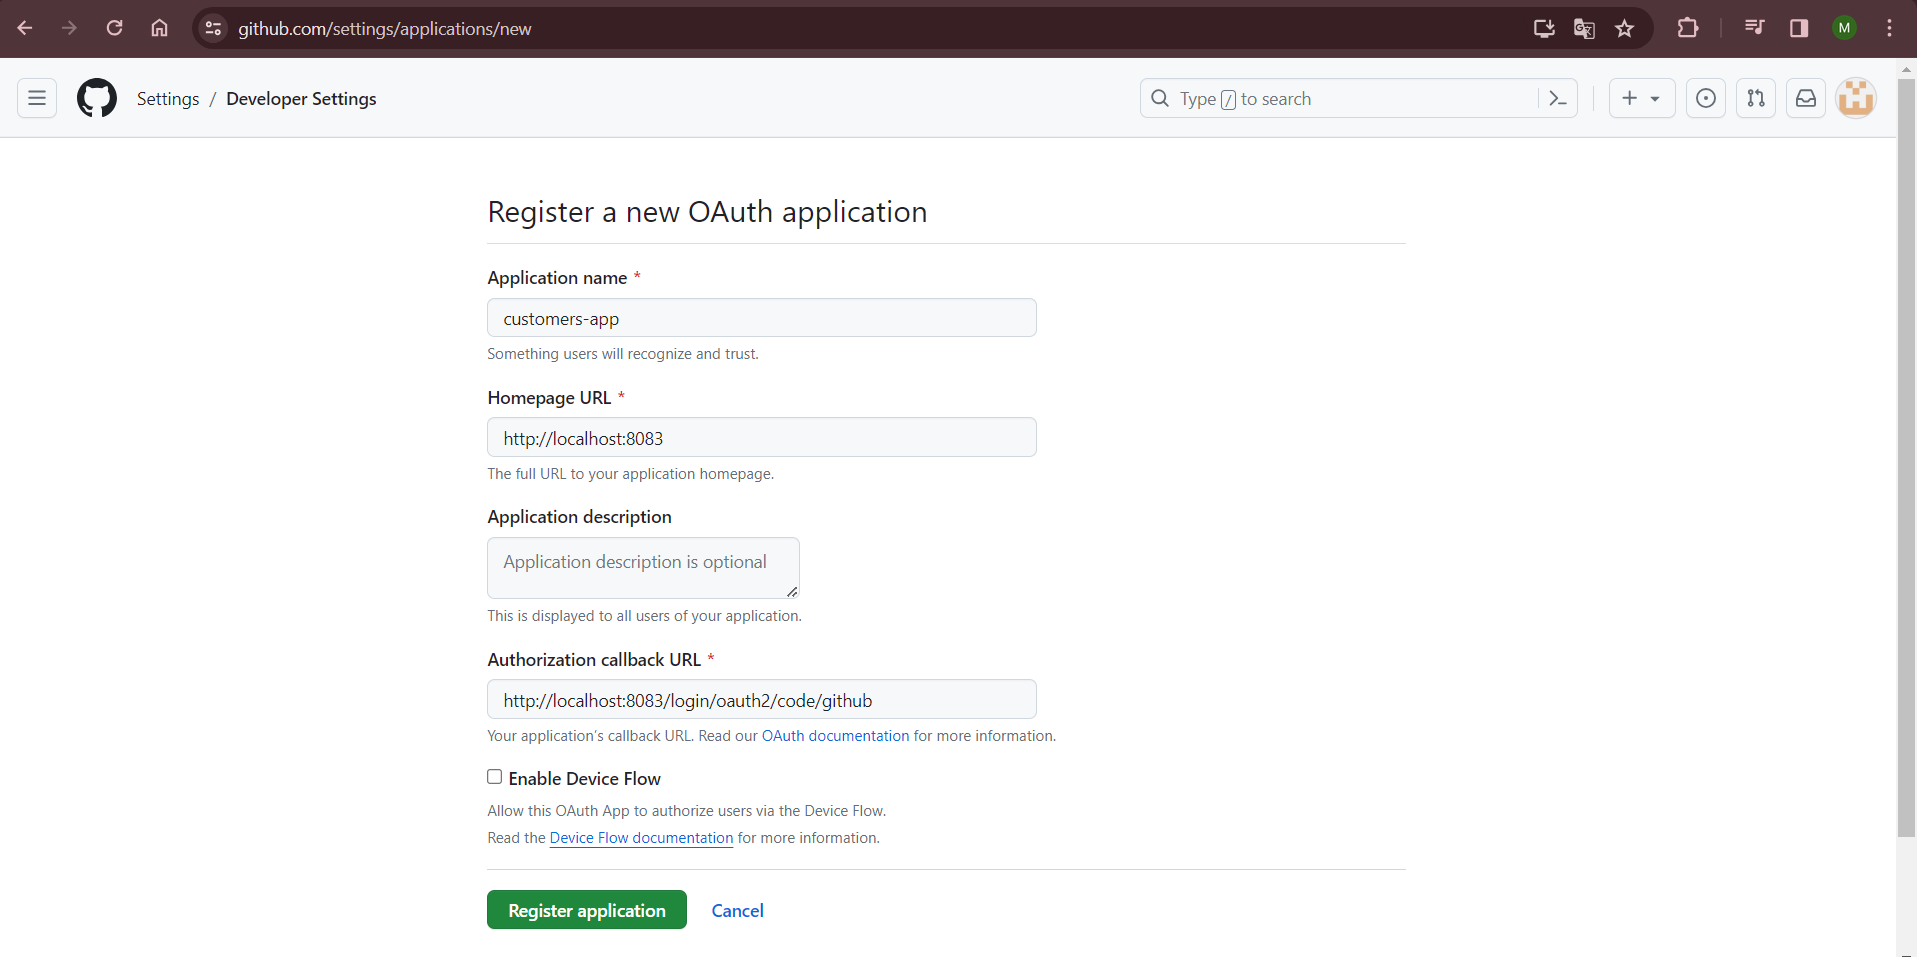 github.com/settings/applications/new
M
Settings / Developer Settings
Type / to search
Register a new OAuth application
Application name *
customers-app
Something users will recognize and trust.
Homepage URL *
http://localhost:8083
The full URL to your application homepage.
Application description
Application description is optional
This is displayed to all users of your application.
Authorization callback URL *
http://localhost:8083/login/oauth2/code/github
Your application's callback URL. Read our OAuth documentation for more information.
Enable Device Flow
Allow this OAuth App to authorize users via the Device Flow.
Read the Device Flow documentation for more information.
Register application Cancel